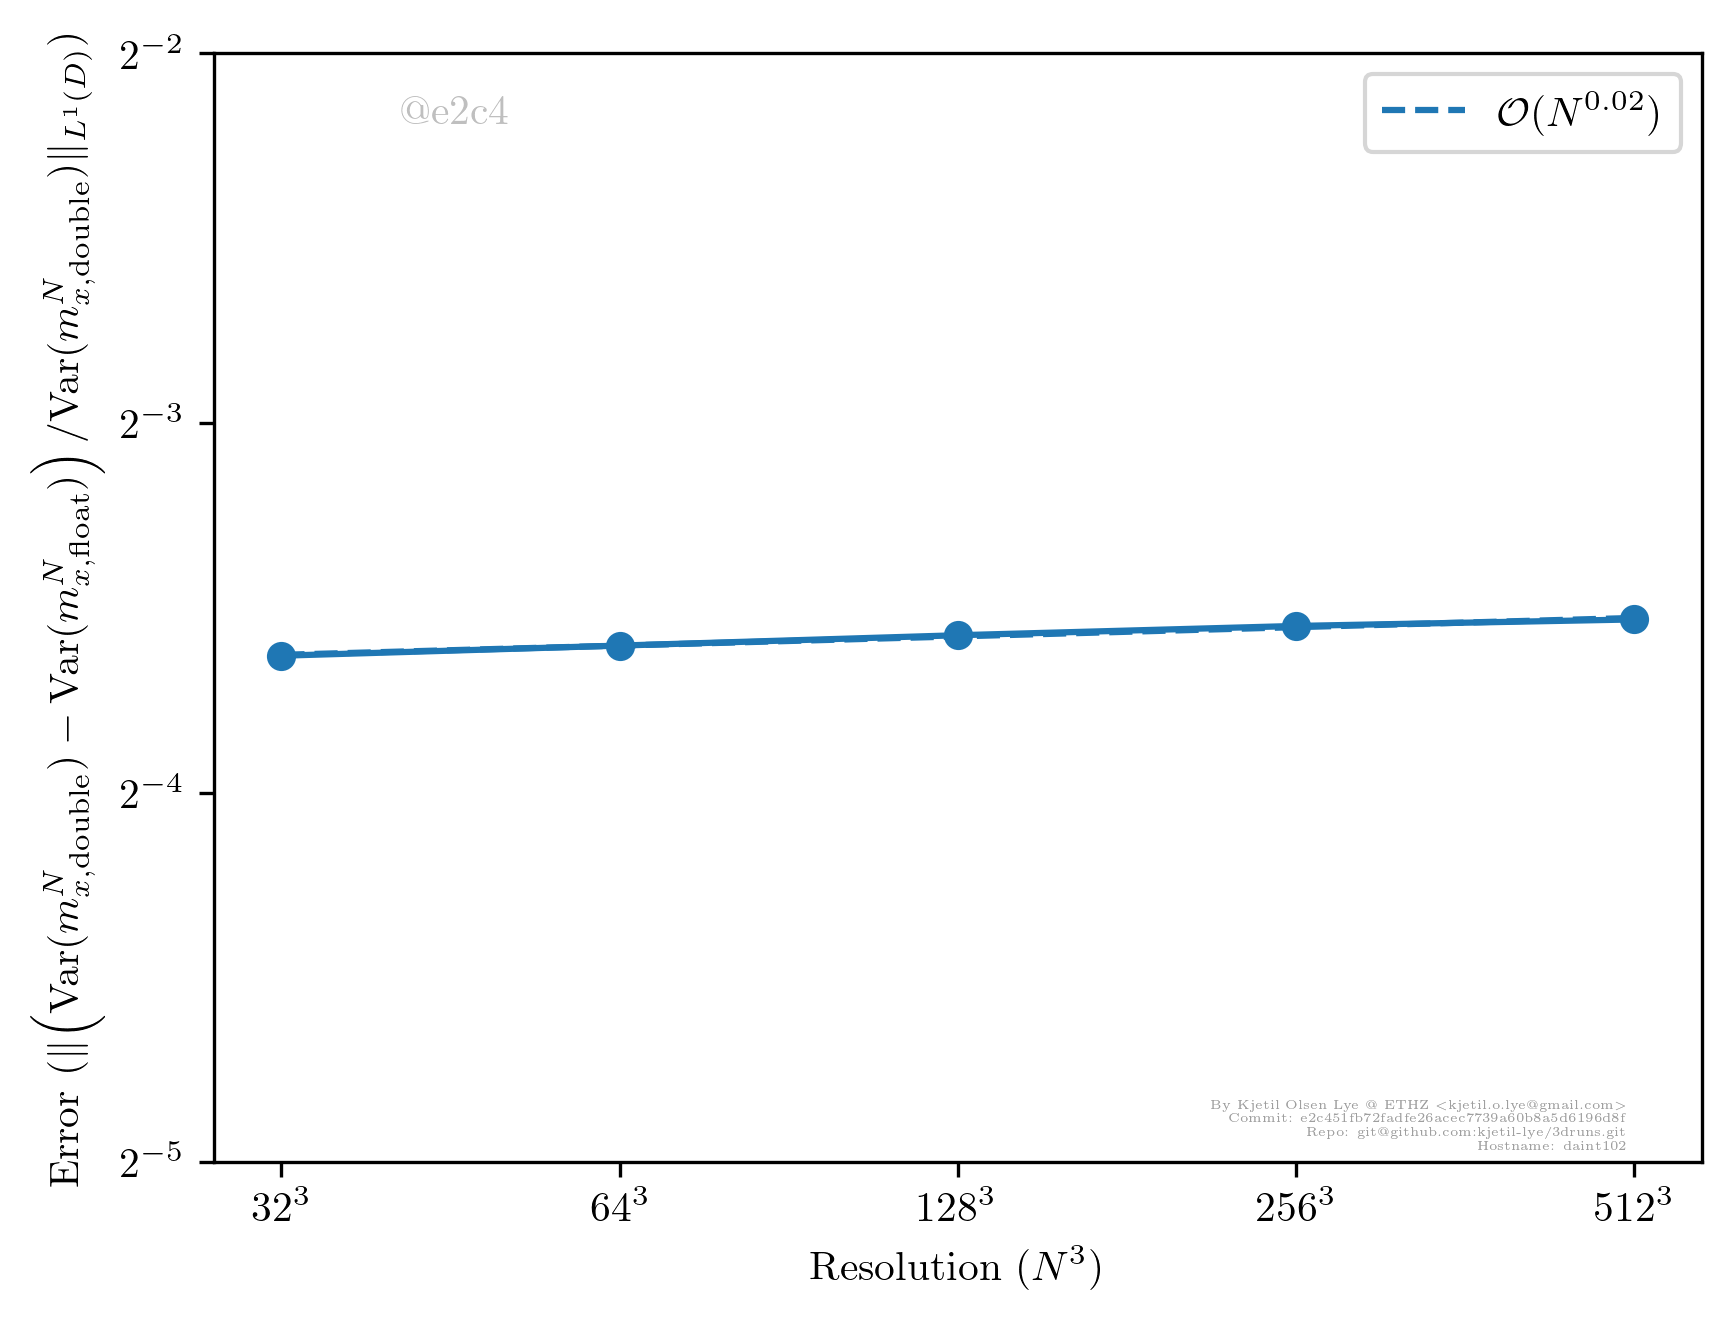 Error (‖(Var(m^N_{x,double}) − Var(m^N_{x,float})) /Var(m^N_{x,double})‖_{L^1(D)})
2^{−2}
@e2c4
O(N^{0.02})
2^{−3}
2^{−4}
2^{−5}
By Kjetil Olsen Lye @ ETHZ <kjetil.o.lye@gmail.com>
Commit: e2c451fb72fadfe26acec7739a60b8a5d6196d8f
Repo: git@github.com:kjetil-lye/3druns.git
Hostname: daint102
32^3 64^3 128^3 256^3 512^3
Resolution (N^3)